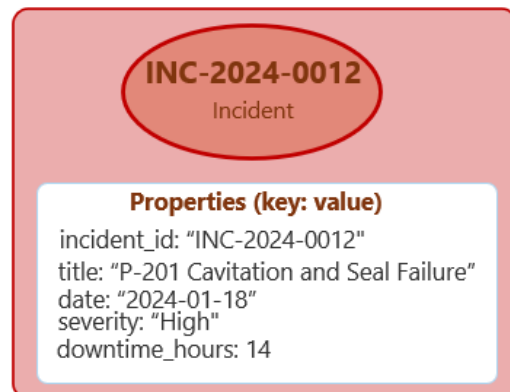 INC-2024-0012
Incident
Properties (key: value)
incident_id: “INC-2024-0012"
title: “P-201 Cavitation and Seal Failure”
date: “2024-01-18”
severity: “High"
downtime_hours: 14